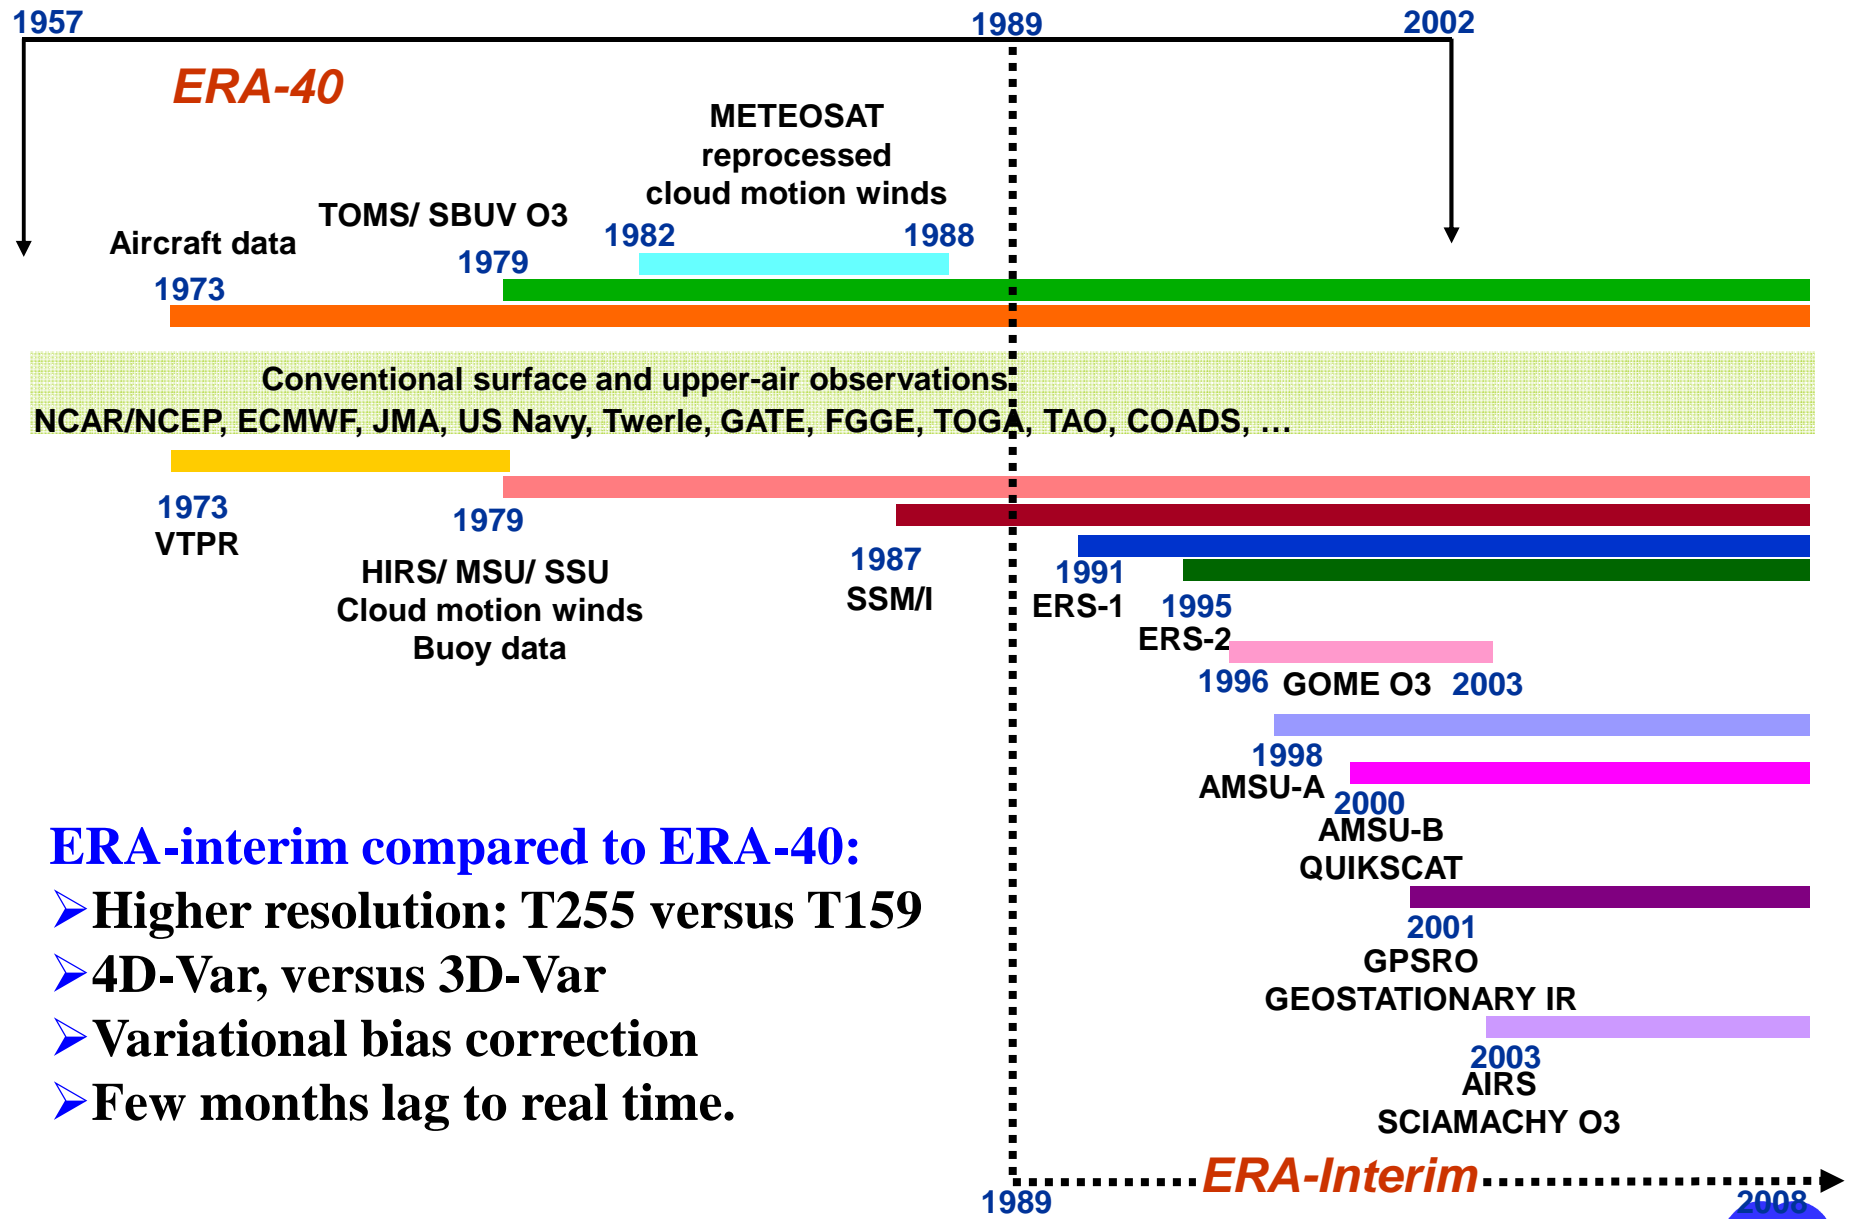 1957
1989
2002
ERA-40
METEOSAT
reprocessed
cloud motion winds
TOMS/ SBUV O3
1982
1988
Aircraft data
1979
1973
Conventional surface and upper-air observations
NCAR/NCEP, ECMWF, JMA, US Navy, Twerle, GATE, FGGE, TOGA, TAO, COADS, …
1973
VTPR
1979
HIRS/ MSU/ SSU
Cloud motion winds
Buoy data
1987
SSM/I
1991
ERS-1
1995
ERS-2
1996
GOME O3
2003
1998
AMSU-A
2000
AMSU-B
QUIKSCAT
2001
GPSRO
GEOSTATIONARY IR
2003
AIRS
SCIAMACHY O3
ERA-interim compared to ERA-40:
➢Higher resolution: T255 versus T159
➢4D-Var, versus 3D-Var
➢Variational bias correction
➢Few months lag to real time.
ERA-Interim
1989
2008